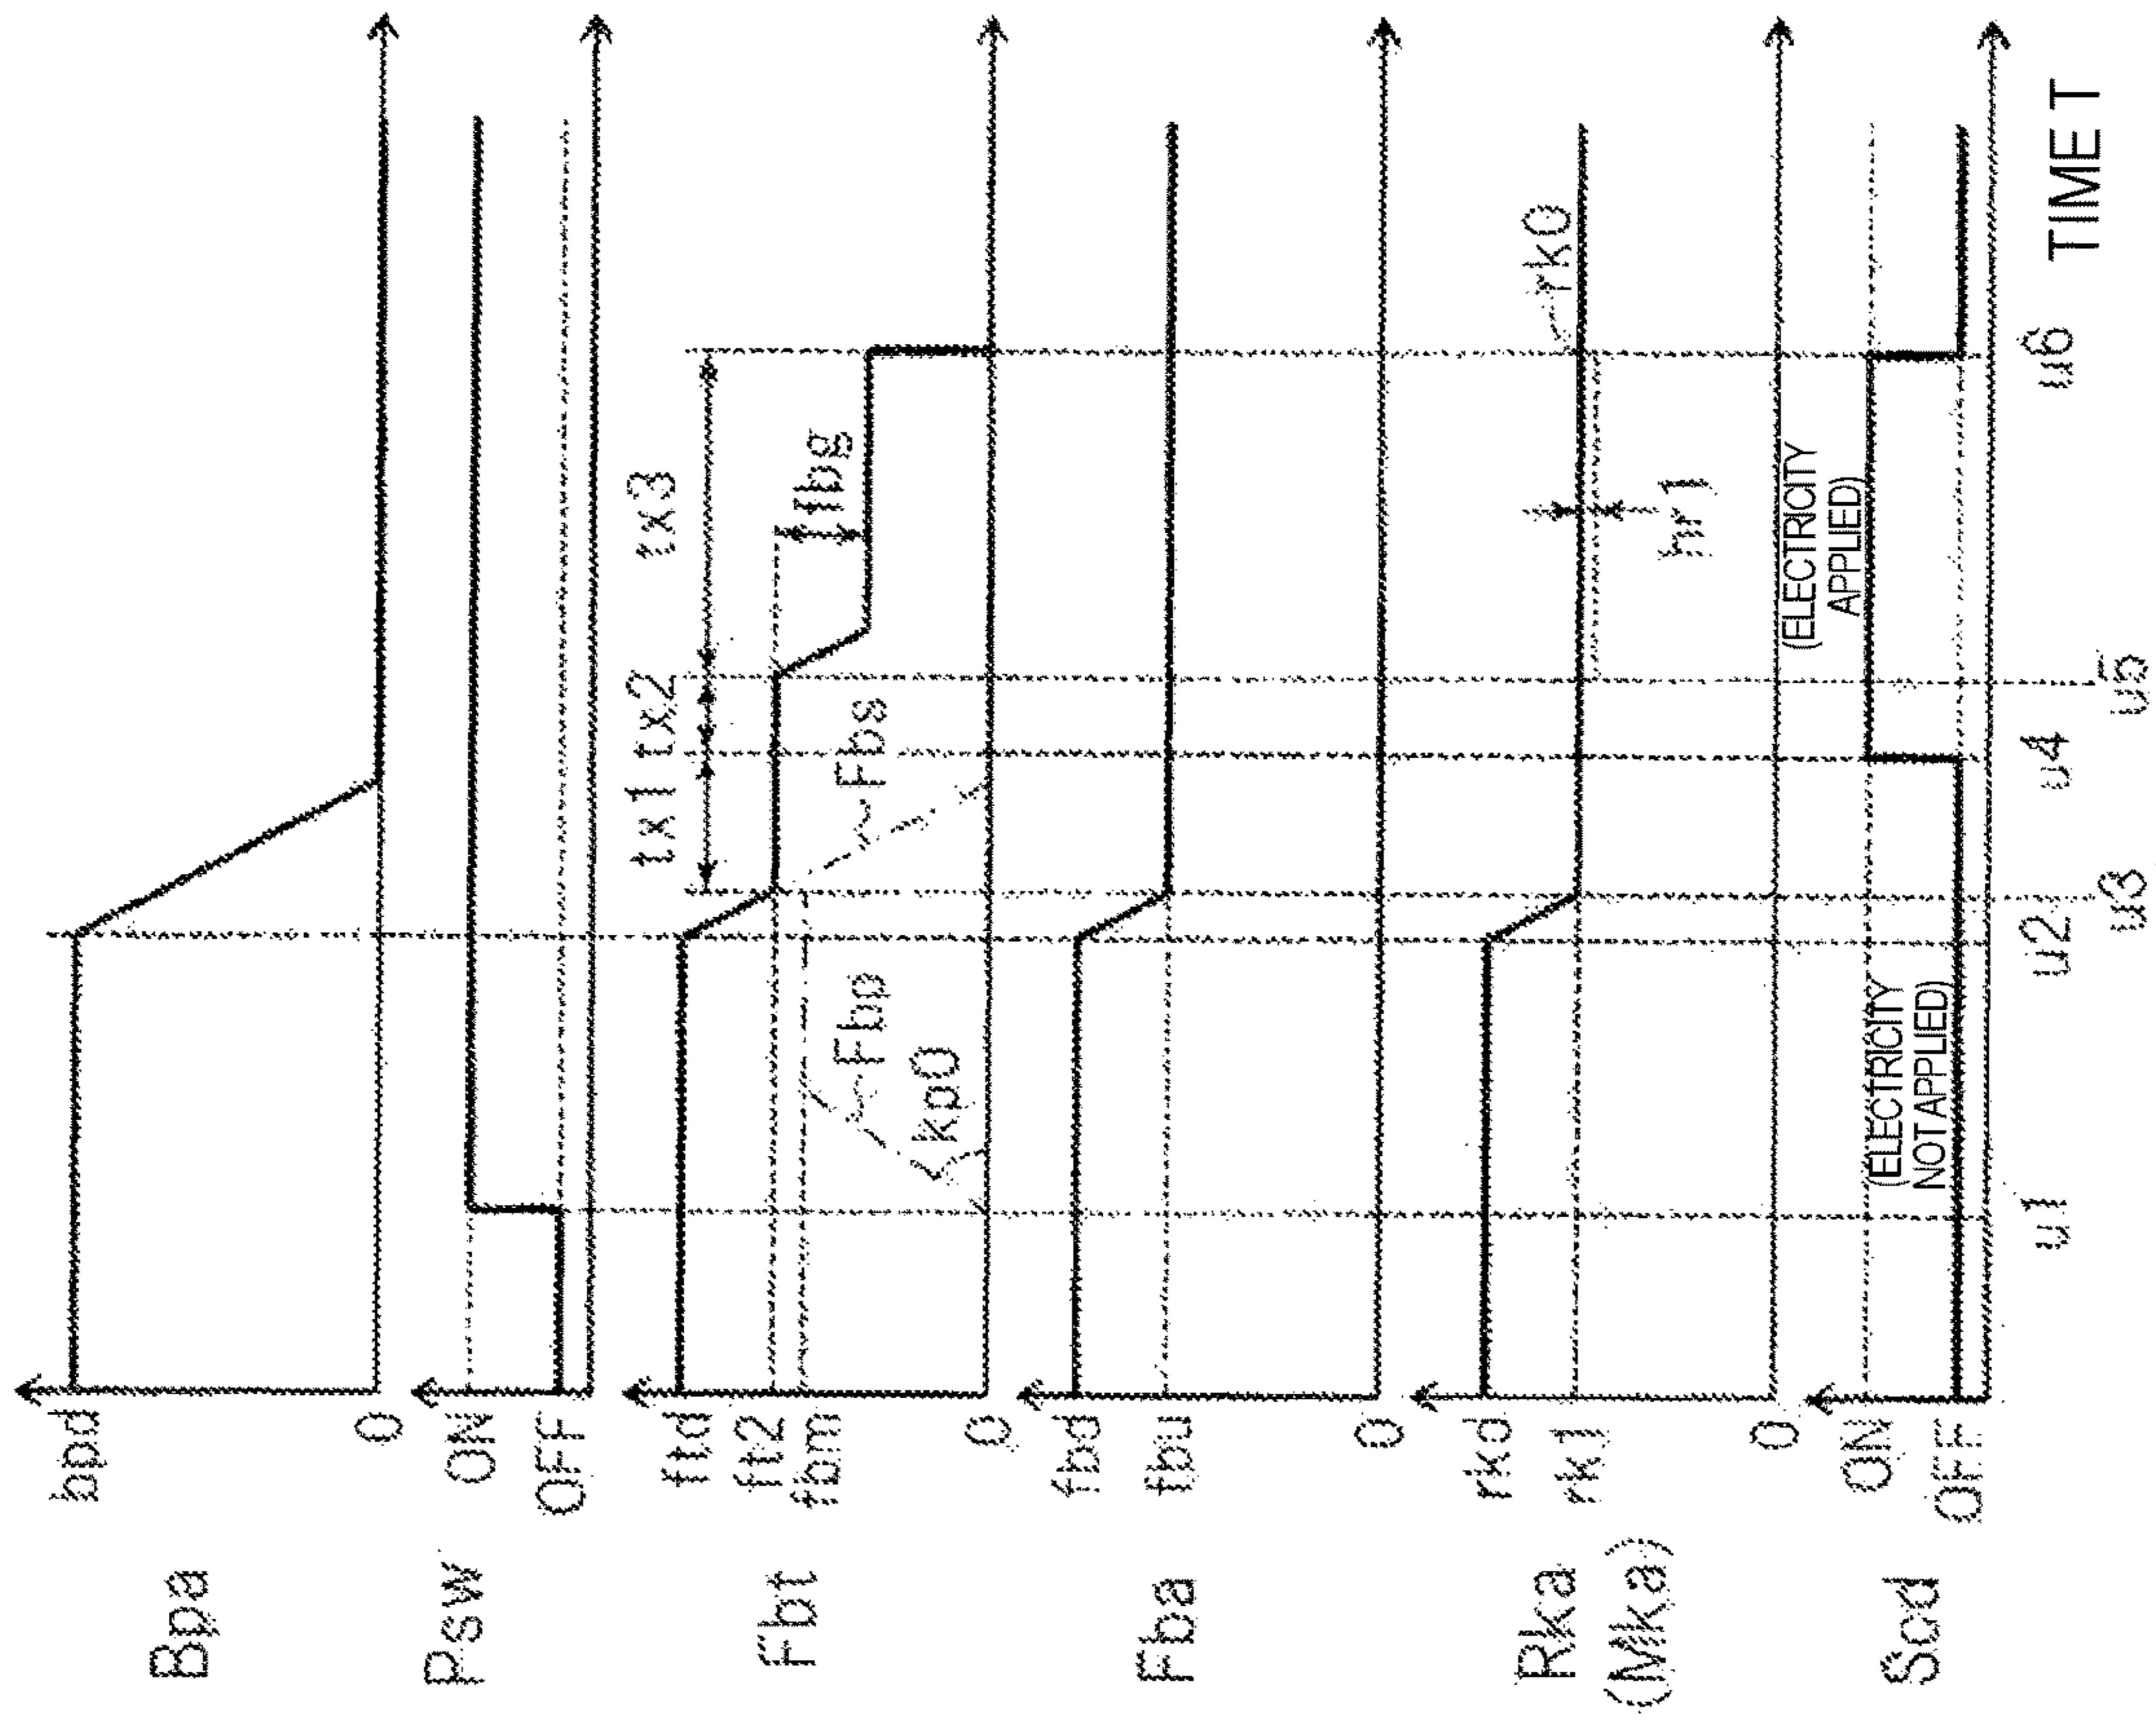 Bpa
bpd
0
Psw
ON
OFF
Fbt
ftd
ft2
fbm
0
tx1
tx2
tx3
fbg
Fbs
Fbp
kp0
Fba
fbd
fbu
0
Rka
(Mka)
rkd
rk1
0
rk0
hr1
Scd
ON
OFF
(ELECTRICITY
NOT APPLIED)
(ELECTRICITY
APPLIED)
u1
u2
u3
u4
u5
u6
TIME T